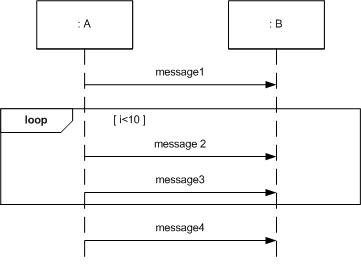 : A
: B
message1
loop
[ i<10 ]
message 2
message3
message4